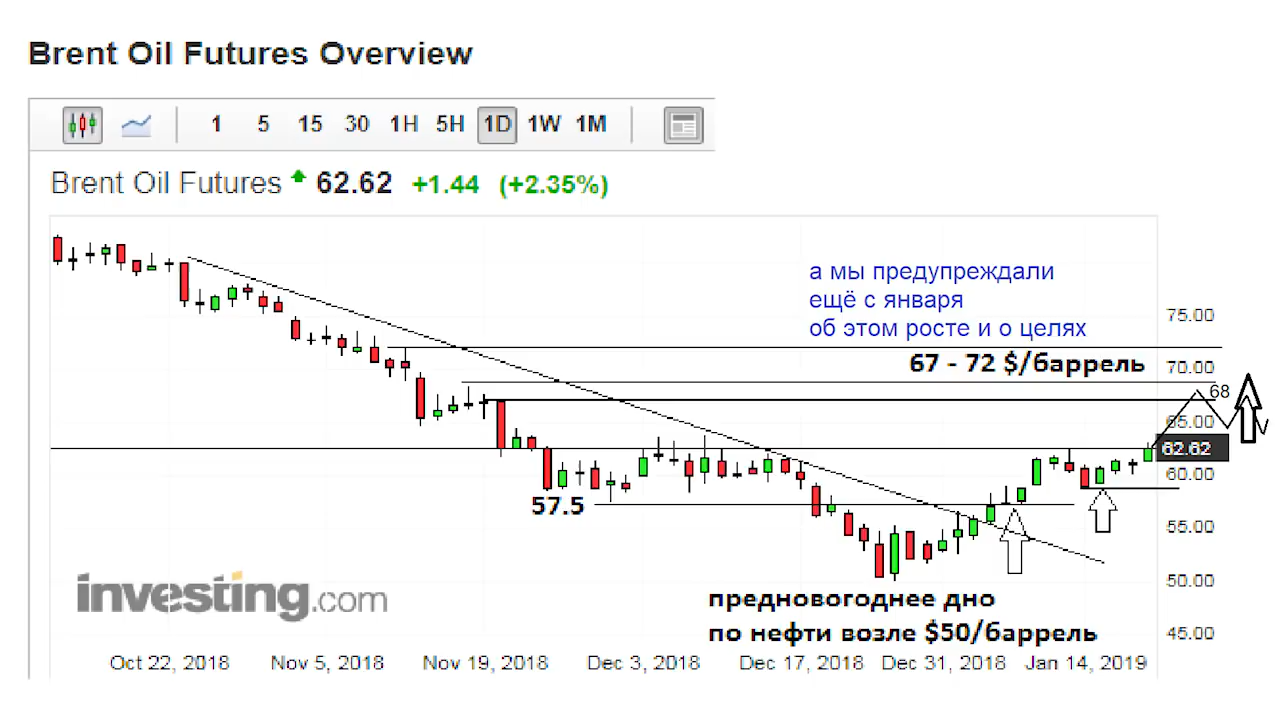 Brent Oil Futures Overview
1 5 15 30 1H 5H 1D 1W 1M
Brent Oil Futures 62.62 +1.44 (+2.35%)
а мы предупреждали
ещё с января
об этом росте и о целях
75.00
67 - 72 $/баррель
70.00
68
65.00
62.62
60.00
57.5
55.00
50.00
investing.com
предновогоднее дно
по нефти возле $50/баррель
45.00
Oct 22, 2018 Nov 5, 2018 Nov 19, 2018 Dec 3, 2018 Dec 17, 2018 Dec 31, 2018 Jan 14, 2019